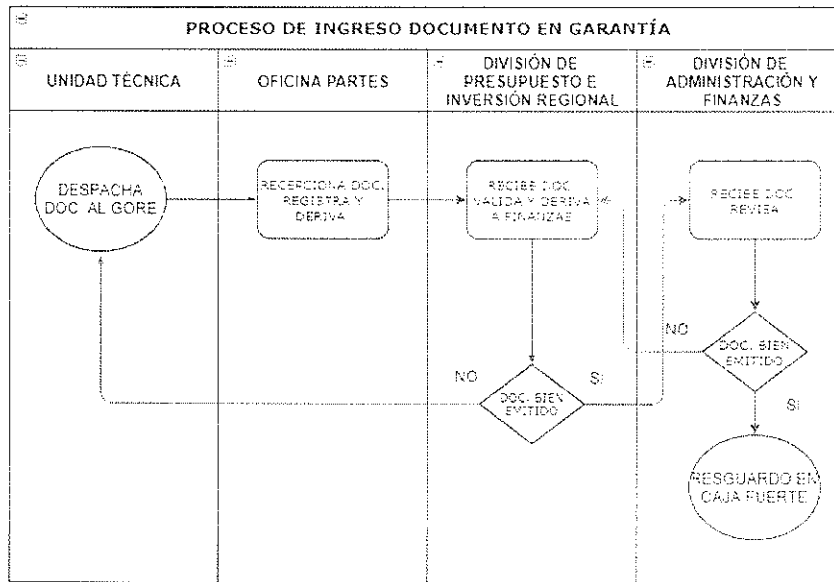 PROCESO DE INGRESO DOCUMENTO EN GARANTÍA
UNIDAD TÉCNICA
OFICINA PARTES
DIVISIÓN DE
PRESUPUESTO E
INVERSIÓN REGIONAL
DIVISIÓN DE
ADMINISTRACIÓN Y
FINANZAS
DESPACHA
DOC. AL GORE
RECEPCIONA DOC.
REGISTRA Y
DERIVA
RECIBE DOC
VALIDA Y DERIVA
A FINANZAS
RECIBE DOC
REVISA
NO
DOC. BIEN
EMITIDO
SI
NO
DOC. BIEN
EMITIDO
SI
RESGUARDO EN
CAJA FUERTE